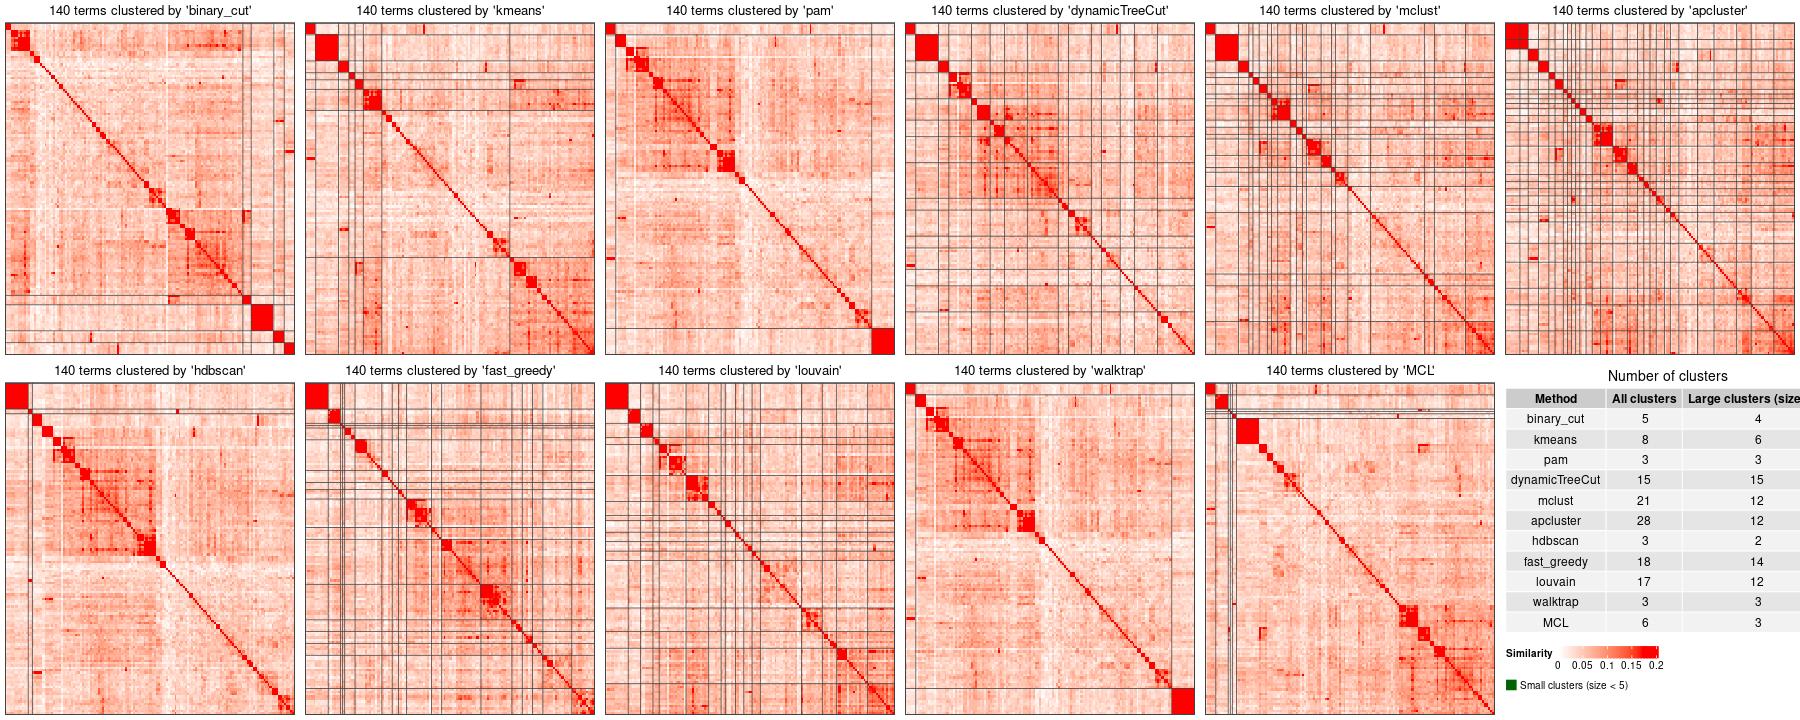 140 terms clustered by 'binary_cut'
140 terms clustered by 'kmeans'
140 terms clustered by 'pam'
140 terms clustered by 'dynamicTreeCut'
140 terms clustered by 'mclust'
140 terms clustered by 'apcluster'
140 terms clustered by 'hdbscan'
140 terms clustered by 'fast_greedy'
140 terms clustered by 'louvain'
140 terms clustered by 'walktrap'
140 terms clustered by 'MCL'
Number of clusters
Method All clusters Large clusters (size
binary_cut 5 4
kmeans 8 6
pam 3 3
dynamicTreeCut 15 15
mclust 21 12
apcluster 28 12
hdbscan 3 2
fast_greedy 18 14
louvain 17 12
walktrap 3 3
MCL 6 3
Similarity
0 0.05 0.1 0.15 0.2
Small clusters (size < 5)